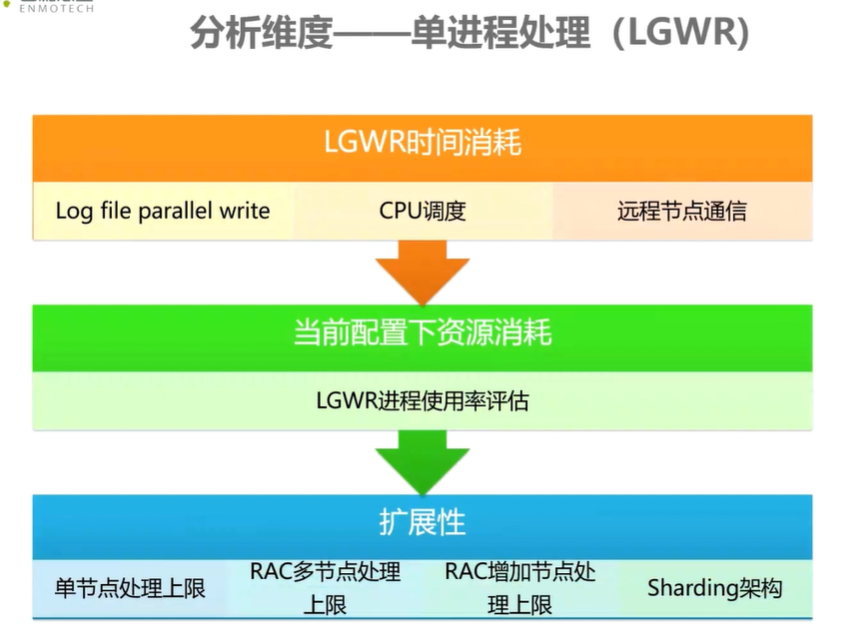 ENMOTECH
分析维度——单进程处理（LGWR)
LGWR时间消耗
Log file parallel write
CPU调度
远程节点通信
当前配置下资源消耗
LGWR进程使用率评估
扩展性
单节点处理上限
RAC多节点处理
上限
RAC增加节点处
理上限
Sharding架构